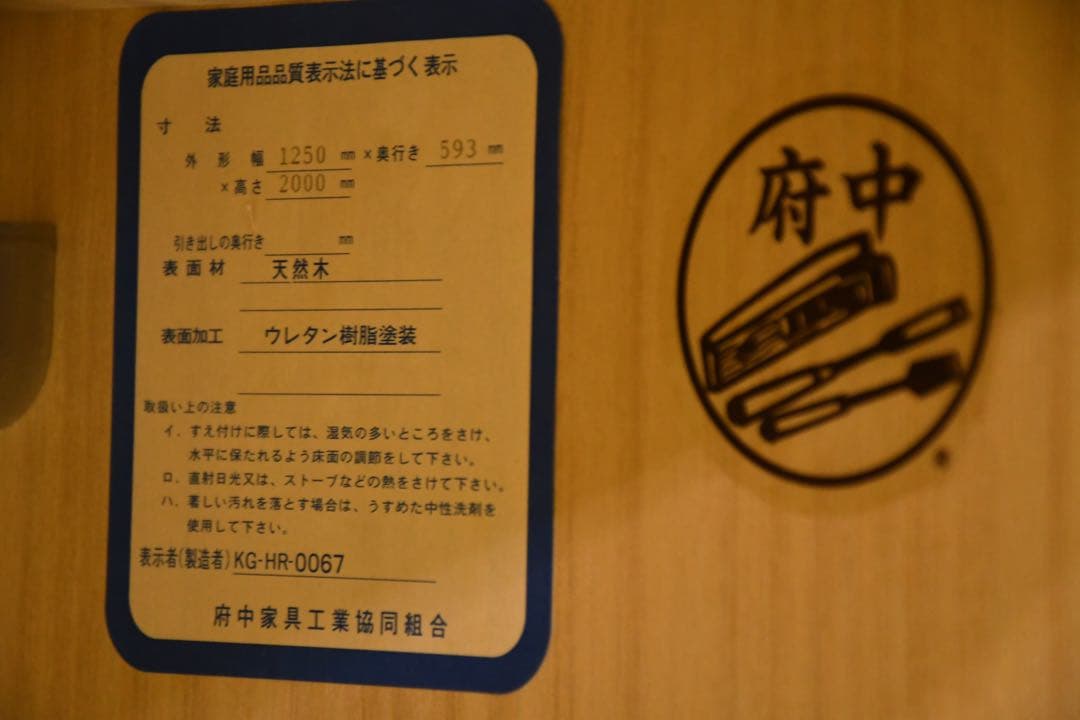 家庭用品品質表示法に基づく表示
寸 法
外 形 幅 1250 mm ×奥行き 593 mm
×高さ 2000 mm
引き出しの奥行き mm
表面材 天然木
表面加工 ウレタン樹脂塗装
取扱い上の注意
イ. すえ付けに際しては、湿気の多いところをさけ、
水平に保たれるよう床面の調節をして下さい。
ロ. 直射日光又は、ストーブなどの熱をさけて下さい。
ハ. 著しい汚れを落とす場合は、うすめた中性洗剤を
使用して下さい。
表示者(製造者) KG-HR-0067
府中家具工業協同組合
府中
®